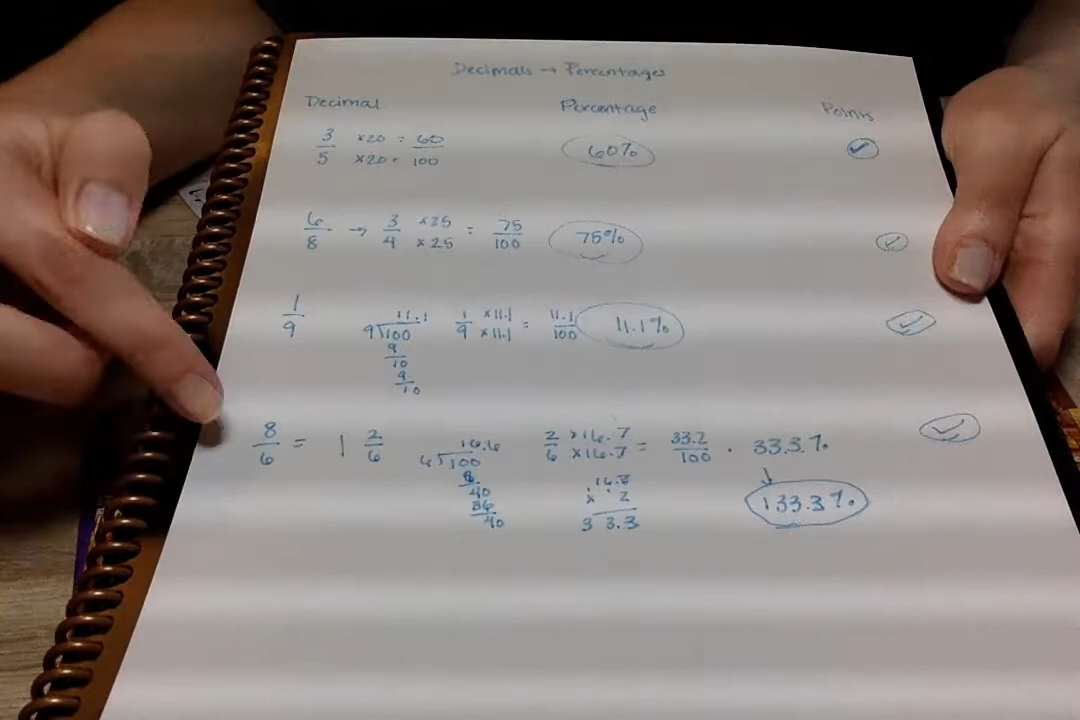 Decimals → Percentages
Decimal Percentage Points
3/5 ×20 = 60 / ×20 = 100 60% ✓
6/8 → 3/4 ×25 / ×25 = 75/100 75% ✓
1/9 9)100 11.1 1/9 ×11.1 / ×11.1 = 11.1/100 11.1% ✓
9
10
9
10
8/6 = 1 2/6 6)100 16.6 2/6 ×16.7 / ×16.7 = 33.2/100 . 33.3% ✓
40 × 2 133.3%
36
40 33.3